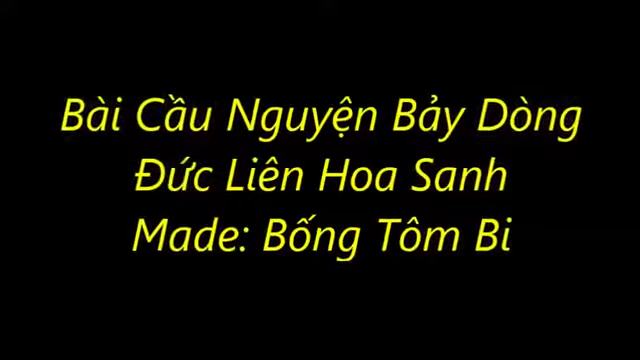 Bài Cầu Nguyện Bảy Dòng
Đức Liên Hoa Sanh
Made: Bống Tôm Bi